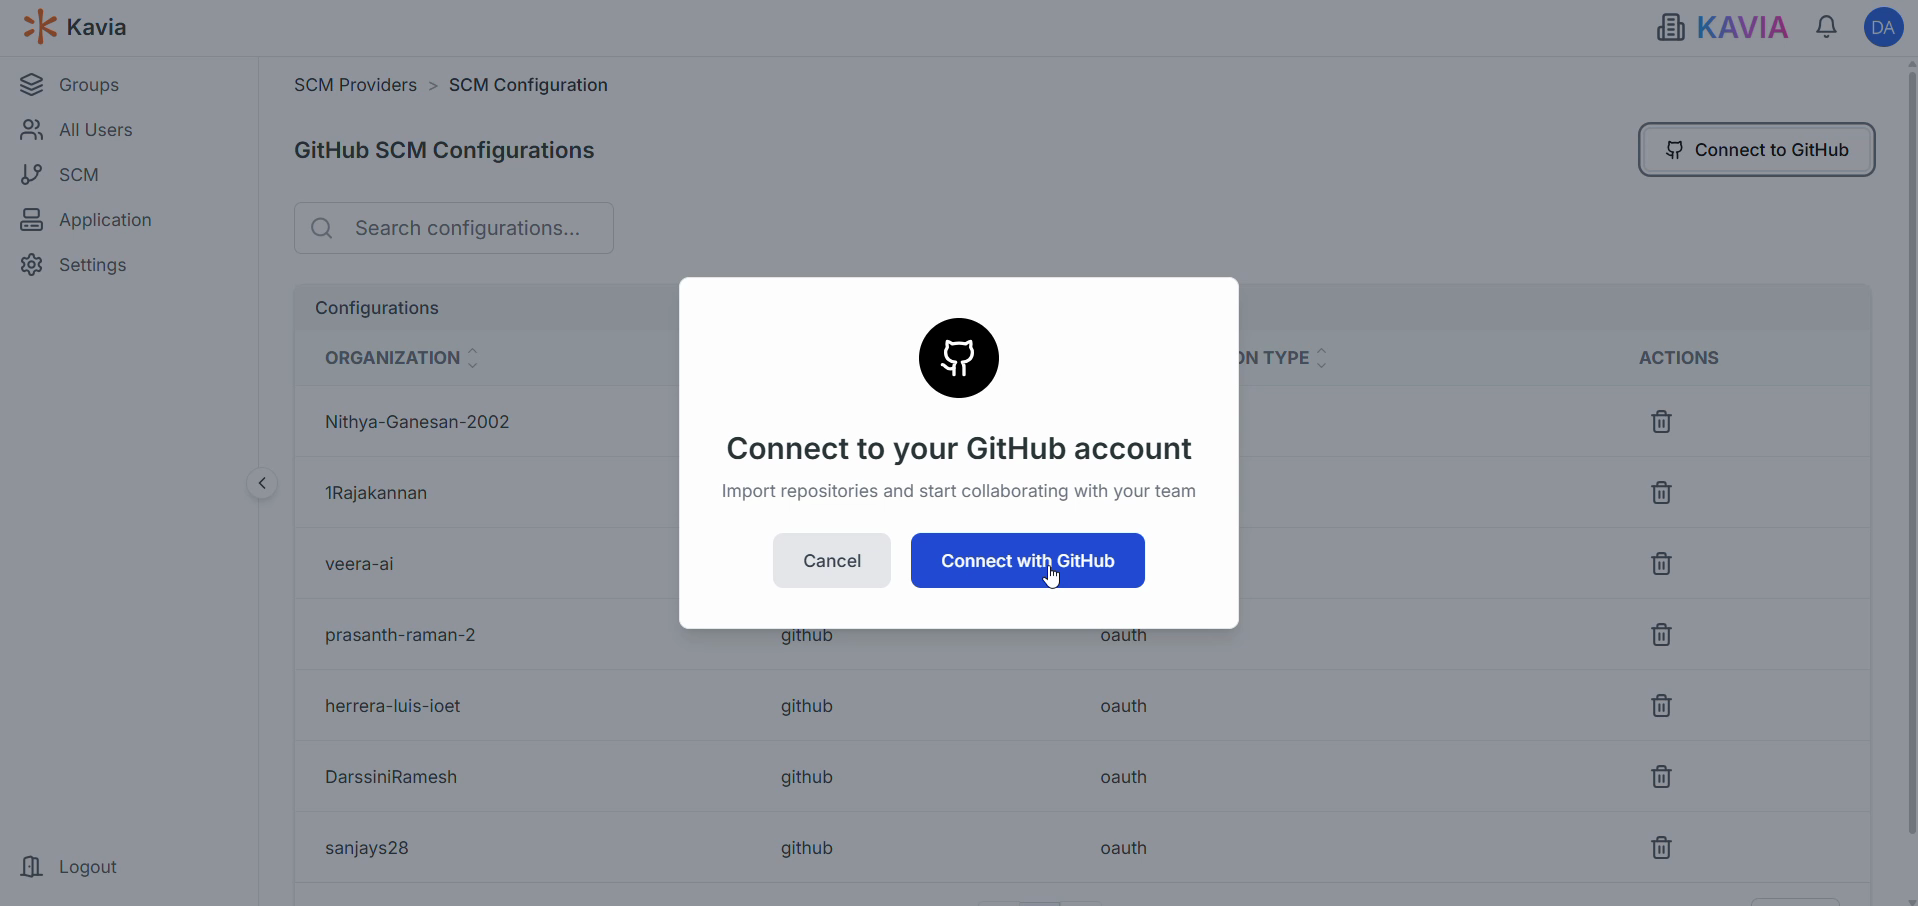 Kavia
KAVIA
DA
Groups
All Users
SCM
Application
Settings
Logout
SCM Providers > SCM Configuration
GitHub SCM Configurations
Connect to GitHub
Search configurations...
Configurations
ORGANIZATION
ON TYPE
ACTIONS
Nithya-Ganesan-2002
1Rajakannan
veera-ai
prasanth-raman-2 github oauth
herrera-luis-ioet github oauth
DarssiniRamesh github oauth
sanjays28 github oauth
Connect to your GitHub account
Import repositories and start collaborating with your team
Cancel
Connect with GitHub